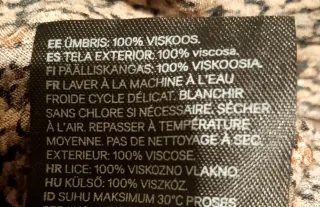 EE ÜMBRIS: 100% VISKOOS.
ES TELA EXTERIOR: 100% viscosa.
FI PÄÄLLISKANGAS: 100% VISKOOSIA.
FR LAVER À LA MACHINE À L'EAU
FROIDE CYCLE DÉLICAT. BLANCHIR
SANS CHLORE SI NÉCESSAIRE. SÉCHER
À L'AIR. REPASSER À TEMPÉRATURE
MOYENNE. PAS DE NETTOYAGE À SEC.
EXTERIEUR: 100% VISCOSE.
HR LICE: 100% VISKOZNO VLAKNO.
HU KÜLSŐ: 100% VISZKÓZ.
ID SUHU MAKSIMUM 30°C PROSES